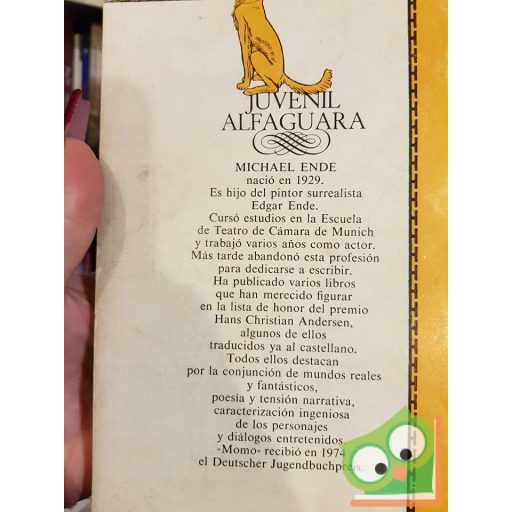 JUVENIL
ALFAGUARA
MICHAEL ENDE
nació en 1929.
Es hijo del pintor surrealista
Edgar Ende.
Cursó estudios en la Escuela
de Teatro de Cámara de Munich
y trabajó varios años como actor.
Más tarde abandonó esta profesión
para dedicarse a escribir.
Ha publicado varios libros
que han merecido figurar
en la lista de honor del premio
Hans Christian Andersen,
algunos de ellos
traducidos ya al castellano.
Todos ellos destacan
por la conjunción de mundos reales
y fantásticos,
poesía y tensión narrativa,
caracterización ingeniosa
de los personajes
y diálogos entretenidos.
-Momo- recibió en 1974
el Deutscher Jugendbuchpreis.